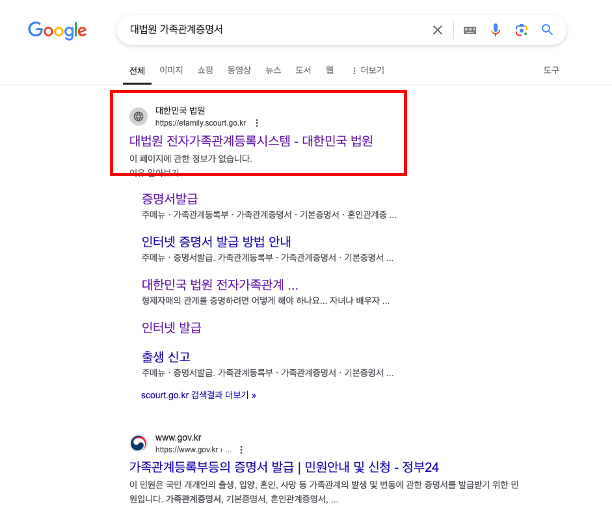 Google
대법원 가족관계증명서
전체 이미지 쇼핑 동영상 뉴스 도서 웹 ⋮ 더보기 도구
대한민국 법원
https://efamily.scourt.go.kr ⋮
대법원 전자가족관계등록시스템 - 대한민국 법원
이 페이지에 관한 정보가 없습니다.
이유 알아보기
증명서발급
주메뉴 · 가족관계등록부 · 가족관계증명서 · 기본증명서 · 혼인관계증 ...
인터넷 증명서 발급 방법 안내
주메뉴 · 증명서발급. 가족관계등록부 · 가족관계증명서 · 기본증명서 ...
대한민국 법원 전자가족관계 ...
형제자매의 관계를 증명하려면 어떻게 해야 하나요... 자녀나 배우자 ...
인터넷 발급
출생 신고
주메뉴 · 증명서발급. 가족관계등록부 · 가족관계증명서 · 기본증명서 ...
scourt.go.kr 검색결과 더보기 »
www.gov.kr
https://www.gov.kr › ... ⋮
가족관계등록부등의 증명서 발급 | 민원안내 및 신청 - 정부24
이 민원은 국민 개개인의 출생, 입양, 혼인, 사망 등 가족관계의 발생 및 변동에 관한 증명서를 발급받기 위한 민
원입니다. 가족관계증명서, 기본증명서, 혼인관계증명서, ...